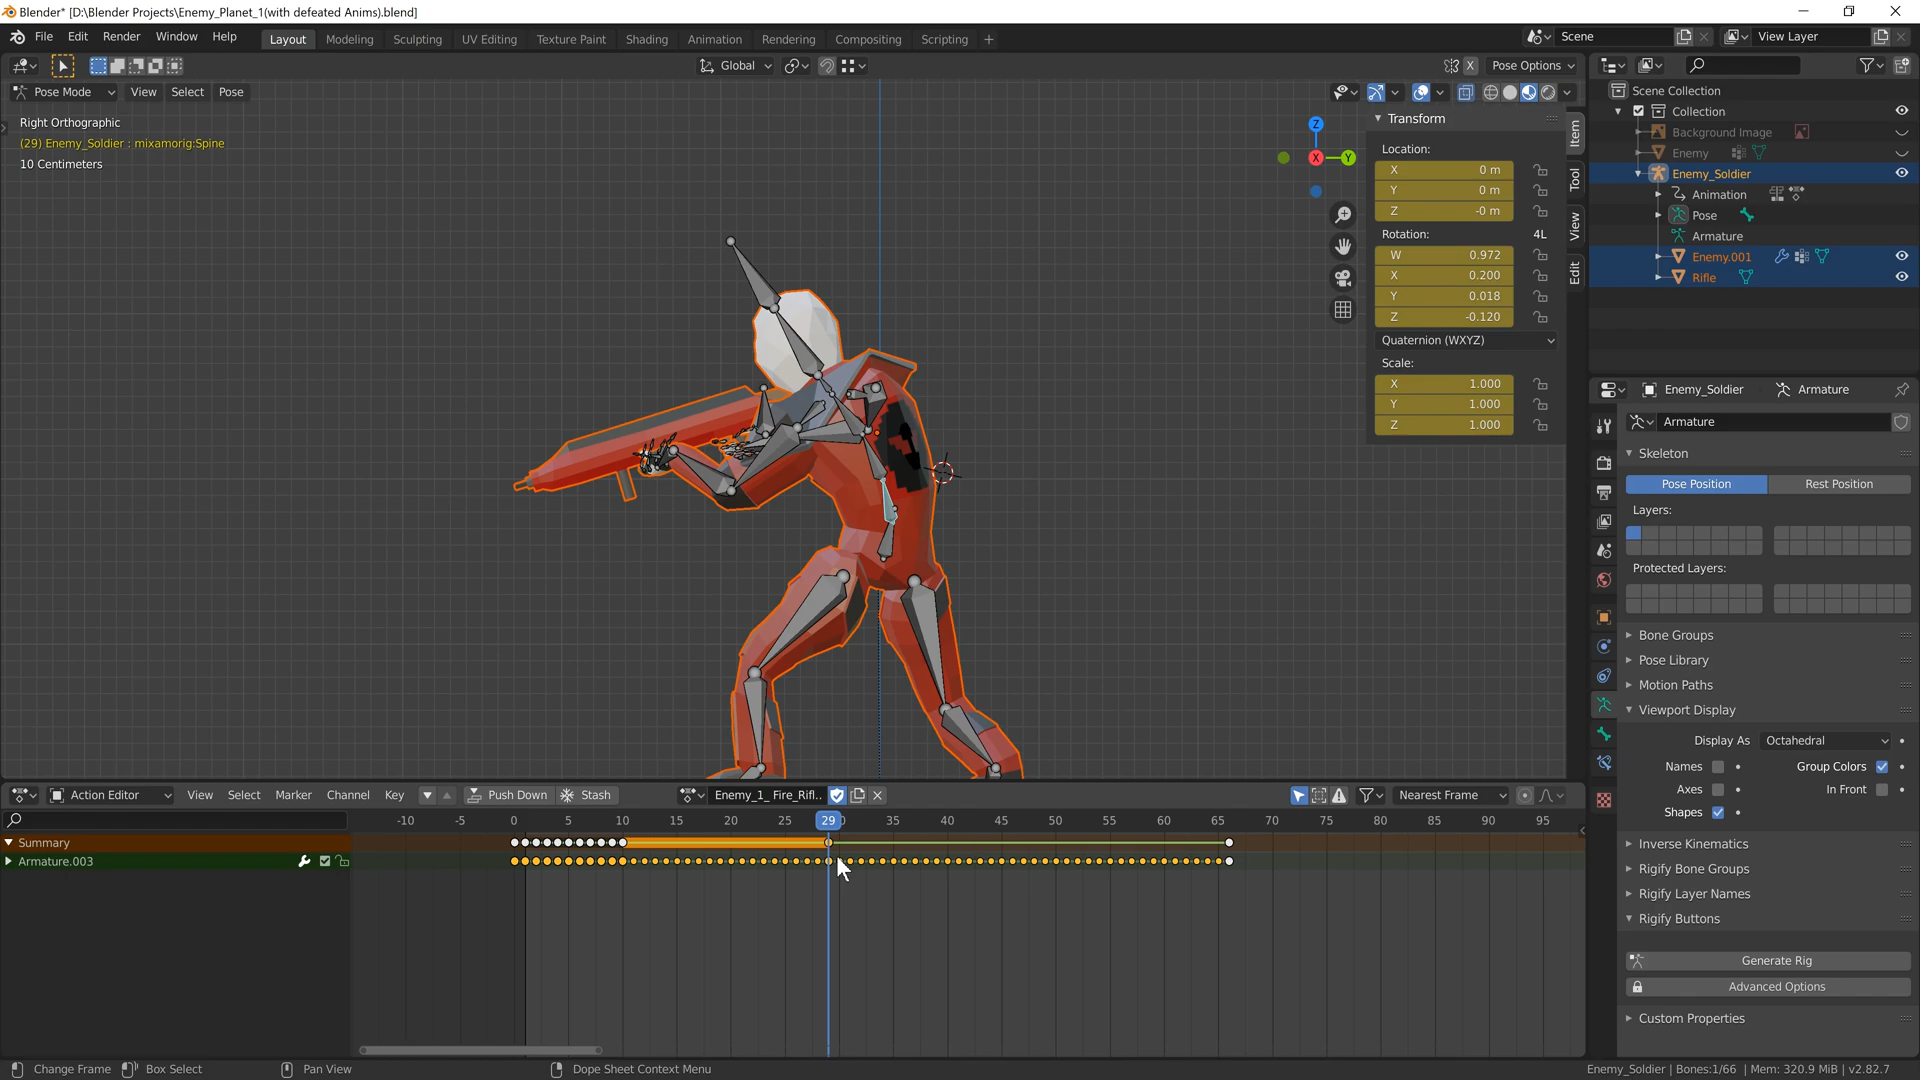 Blender* [D:\Blender Projects\Enemy_Planet_1(with defeated Anims).blend]
File Edit Render Window Help Layout Modeling Sculpting UV Editing Texture Paint Shading Animation Rendering Compositing Scripting + Scene View Layer
Global X Pose Options
Pose Mode View Select Pose
Right Orthographic
(29) Enemy_Soldier : mixamorig:Spine
10 Centimeters
Z
X
Y
Transform
Location:
X 0 m
Y 0 m
Z -0 m
Rotation: 4L
W 0.972
X 0.200
Y 0.018
Z -0.120
Quaternion (WXYZ)
Scale:
X 1.000
Y 1.000
Z 1.000
Item
Tool
View
Edit
Scene Collection
Collection
Background Image
Enemy
Enemy_Soldier
Animation
Pose
Armature
Enemy.001
Rifle
Enemy_Soldier Armature
Armature
Skeleton
Pose Position Rest Position
Layers:
Protected Layers:
Bone Groups
Pose Library
Motion Paths
Viewport Display
Display As Octahedral
Names Group Colors
Axes In Front
Shapes
Inverse Kinematics
Rigify Bone Groups
Rigify Layer Names
Rigify Buttons
Generate Rig
Advanced Options
Custom Properties
Action Editor View Select Marker Channel Key Push Down Stash Enemy_1_ Fire_Rifl.. Nearest Frame
-10 -5 0 5 10 15 20 25 29 35 40 45 50 55 60 65 70 75 80 85 90 95
Summary
Armature.003
Change Frame Box Select Pan View Dope Sheet Context Menu Enemy_Soldier | Bones:1/66 | Mem: 320.9 MiB | v2.82.7